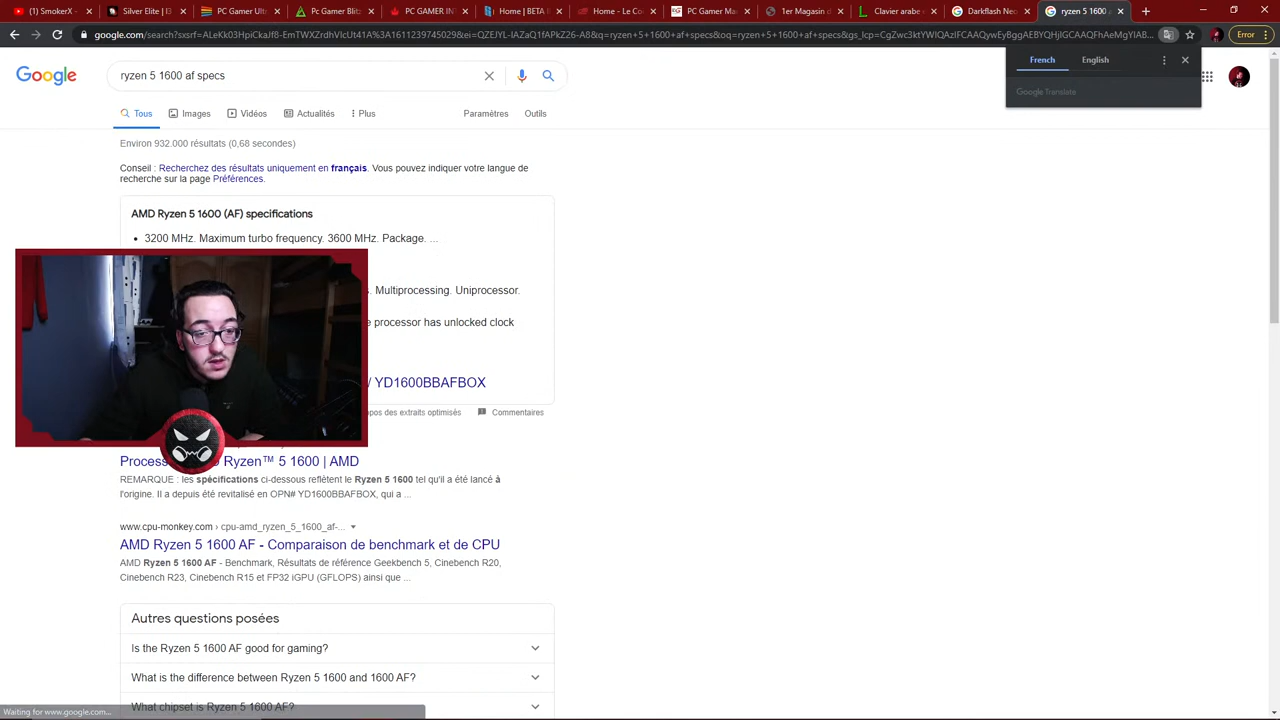 (1) SmokerX -
Silver Elite |
PC Gamer Ultr
PC Gamer Blitz
PC GAMER INT
Home | BETA
Home - Le Co
PC Gamer Ma
1er Magasin d
Clavier arabe
Darkflash Neo
ryzen 5 1600
google.com/search?sxsrf=
Error
French English
Google Translate
Google
ryzen 5 1600 af specs
Tous Images Vidéos Actualités Plus Paramètres Outils
Environ 932.000 résultats (0,68 secondes)
Conseil : Recherchez des résultats uniquement en français. Vous pouvez indiquer votre langue de
recherche sur la page Préférences.
AMD Ryzen 5 1600 (AF) specifications
• 3200 MHz. Maximum turbo frequency. 3600 MHz. Package. ...
Multiprocessing. Uniprocessor.
processor has unlocked clock
YD1600BBAFBOX
des extraits optimisés Commentaires
Ryzen™ 5 1600 | AMD
REMARQUE : les spécifications ci-dessous reflètent le Ryzen 5 1600 tel qu'il a été lancé à
l'origine. Il a depuis été revitalisé en OPN# YD1600BBAFBOX, qui a ...
www.cpu-monkey.com › cpu-amd_ryzen_5_1600_af-...
AMD Ryzen 5 1600 AF - Comparaison de benchmark et de CPU
AMD Ryzen 5 1600 AF - Benchmark, Résultats de référence Geekbench 5, Cinebench R20,
Cinebench R23, Cinebench R15 et FP32 iGPU (GFLOPS) ainsi que ...
Autres questions posées
Is the Ryzen 5 1600 AF good for gaming?
What is the difference between Ryzen 5 1600 and 1600 AF?
What chipset is Ryzen 5 1600 AF?
Waiting for www.google.com...